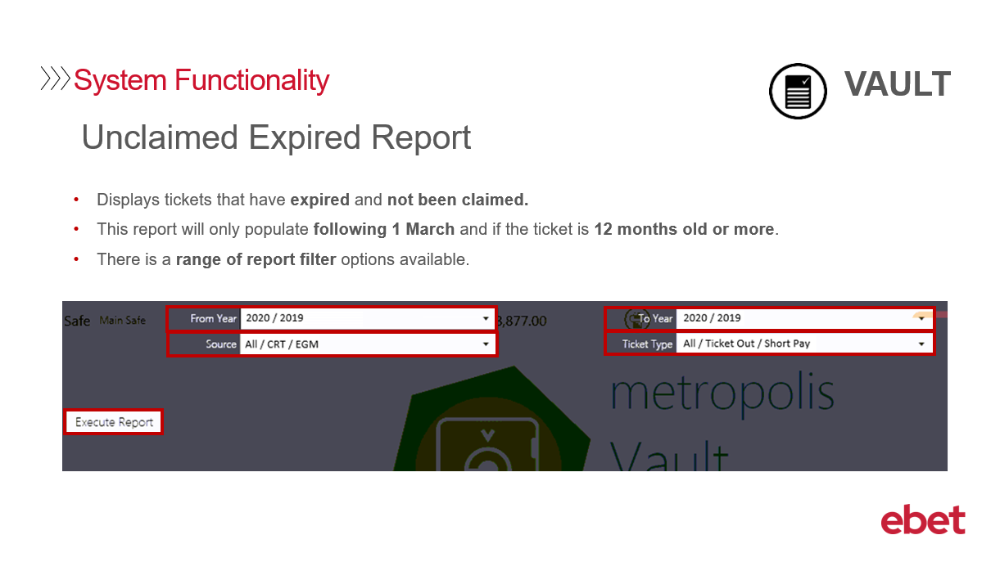 System Functionality
VAULT
Unclaimed Expired Report
• Displays tickets that have expired and not been claimed.
• This report will only populate following 1 March and if the ticket is 12 months old or more.
• There is a range of report filter options available.
Safe Main Safe From Year 2020 / 2019 3,877.00 To Year 2020 / 2019
Source All / CRT / EGM Ticket Type All / Ticket Out / Short Pay
metropolis
Execute Report
Vault
ebet